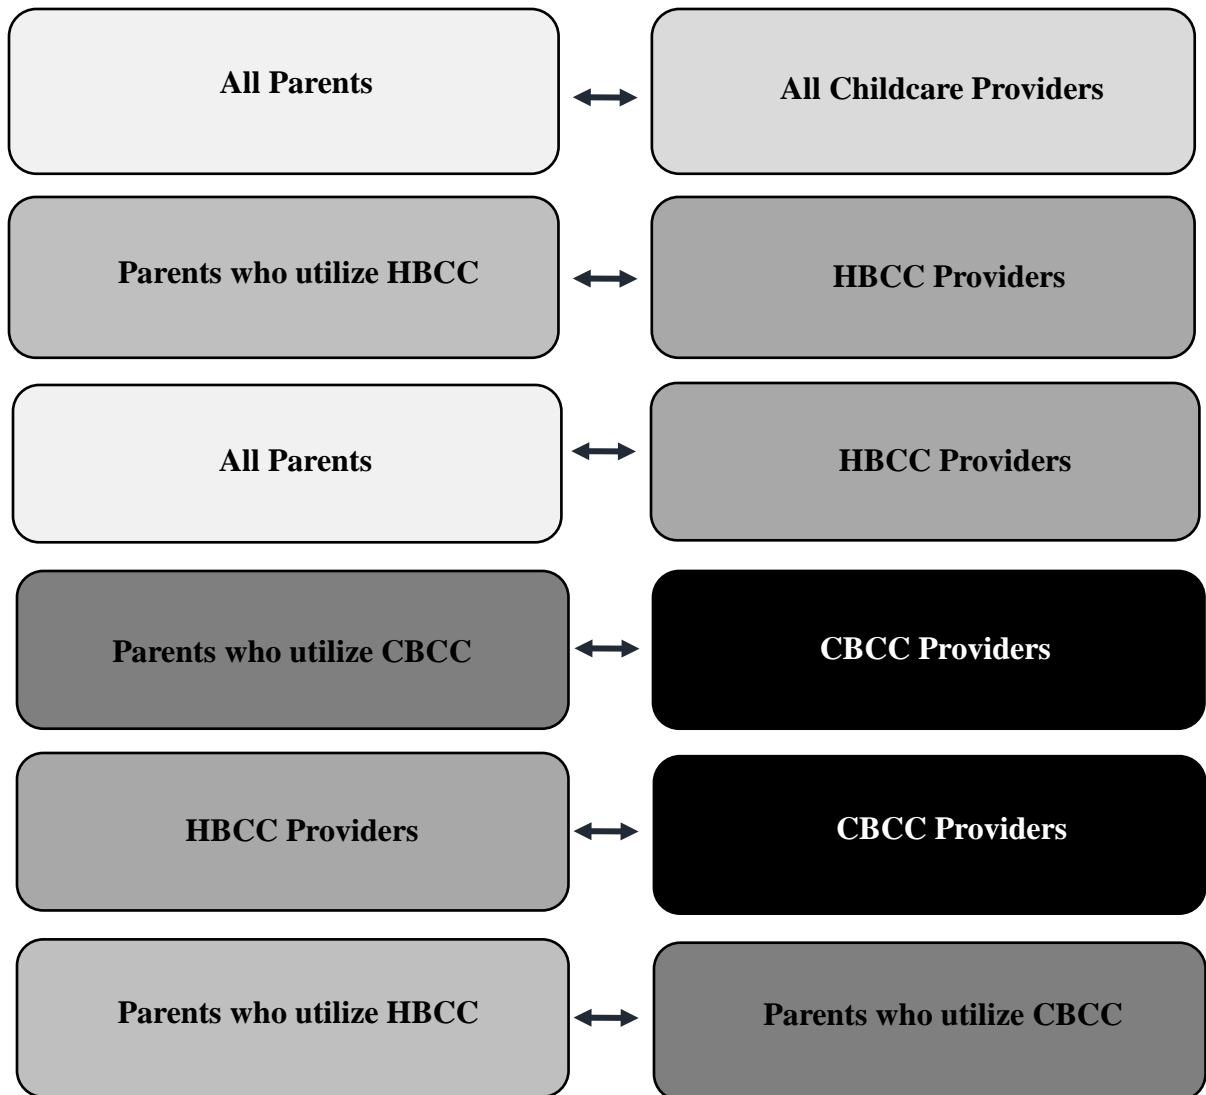 All Parents
All Childcare Providers
Parents who utilize HBCC
HBCC Providers
All Parents
HBCC Providers
Parents who utilize CBCC
CBCC Providers
HBCC Providers
CBCC Providers
Parents who utilize HBCC
Parents who utilize CBCC